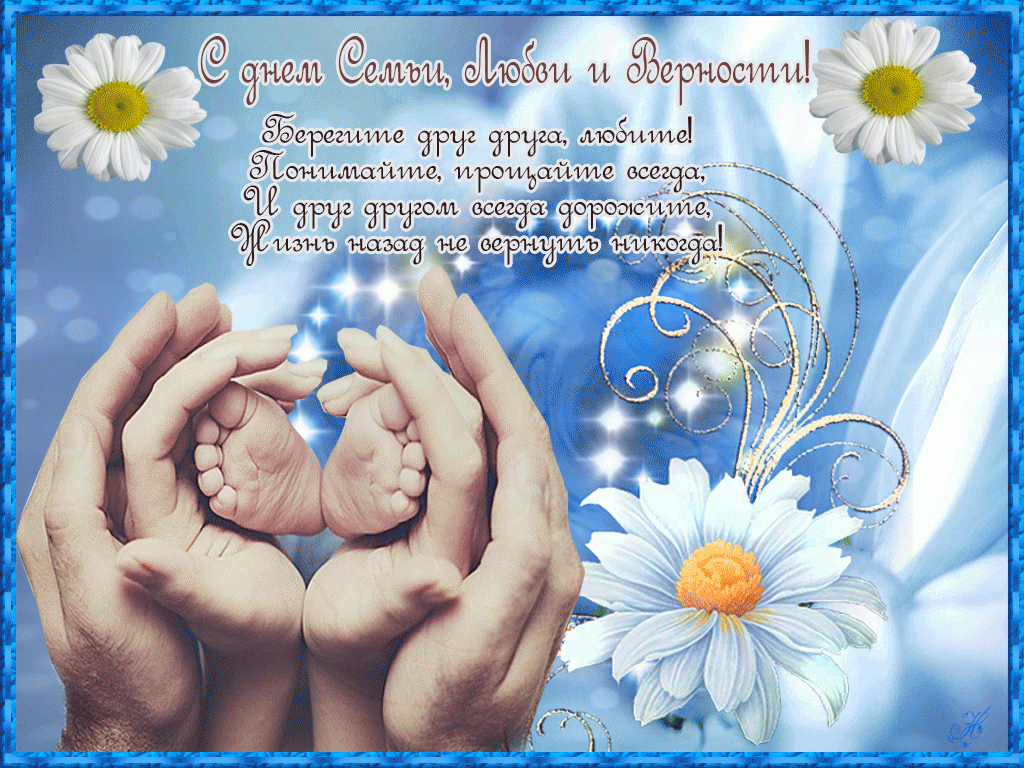 С днем Семьи, Любви и Верности!
Берегите друг друга, любите!
Понимайте, прощайте всегда,
И друг другом всегда дорожите,
Жизнь назад не вернуть никогда!